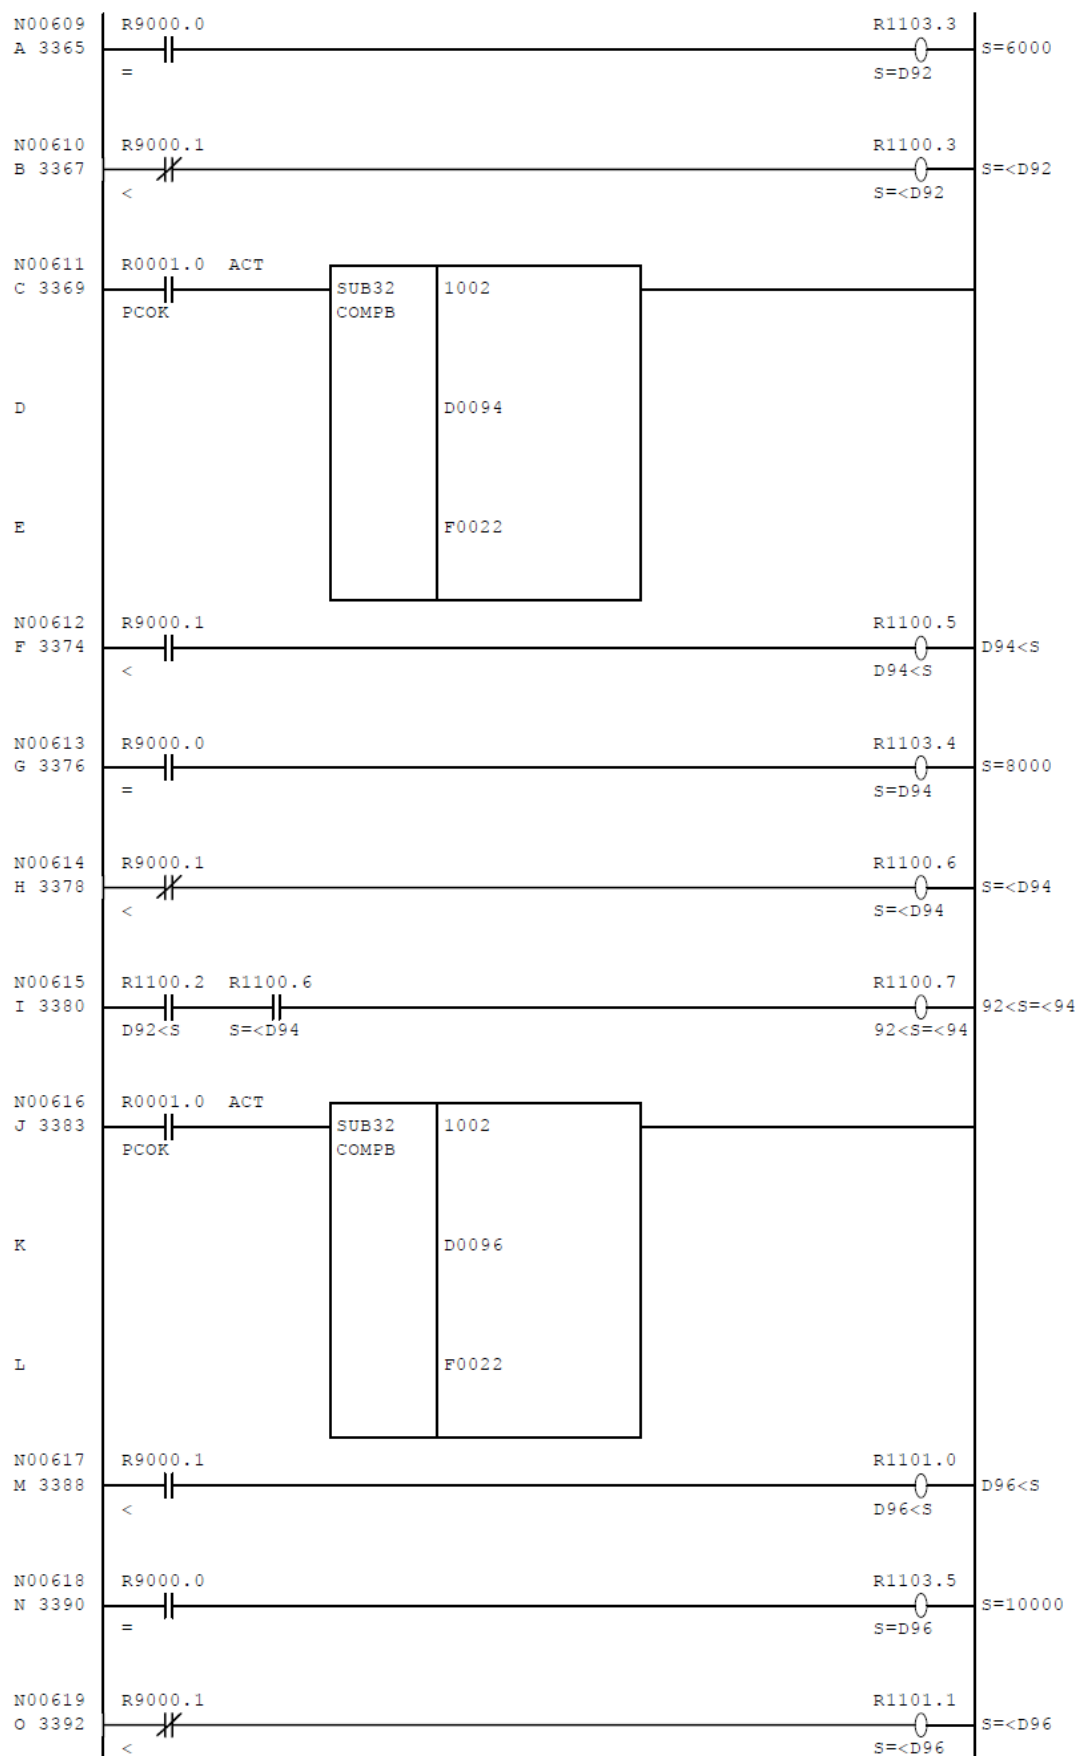 N00609 R9000.0 R1103.3
A 3365 S=6000
= S=D92
N00610 R9000.1 R1100.3
B 3367 S=<D92
< S=<D92
N00611 R0001.0 ACT
C 3369 SUB32 1002
PCOK COMPB
D D0094
E F0022
N00612 R9000.1 R1100.5
F 3374 D94<S
< D94<S
N00613 R9000.0 R1103.4
G 3376 S=8000
= S=D94
N00614 R9000.1 R1100.6
H 3378 S=<D94
< S=<D94
N00615 R1100.2 R1100.6 R1100.7
I 3380 92<S=<94
D92<S S=<D94 92<S=<94
N00616 R0001.0 ACT
J 3383 SUB32 1002
PCOK COMPB
K D0096
L F0022
N00617 R9000.1 R1101.0
M 3388 D96<S
< D96<S
N00618 R9000.0 R1103.5
N 3390 S=10000
= S=D96
N00619 R9000.1 R1101.1
O 3392 S=<D96
< S=<D96